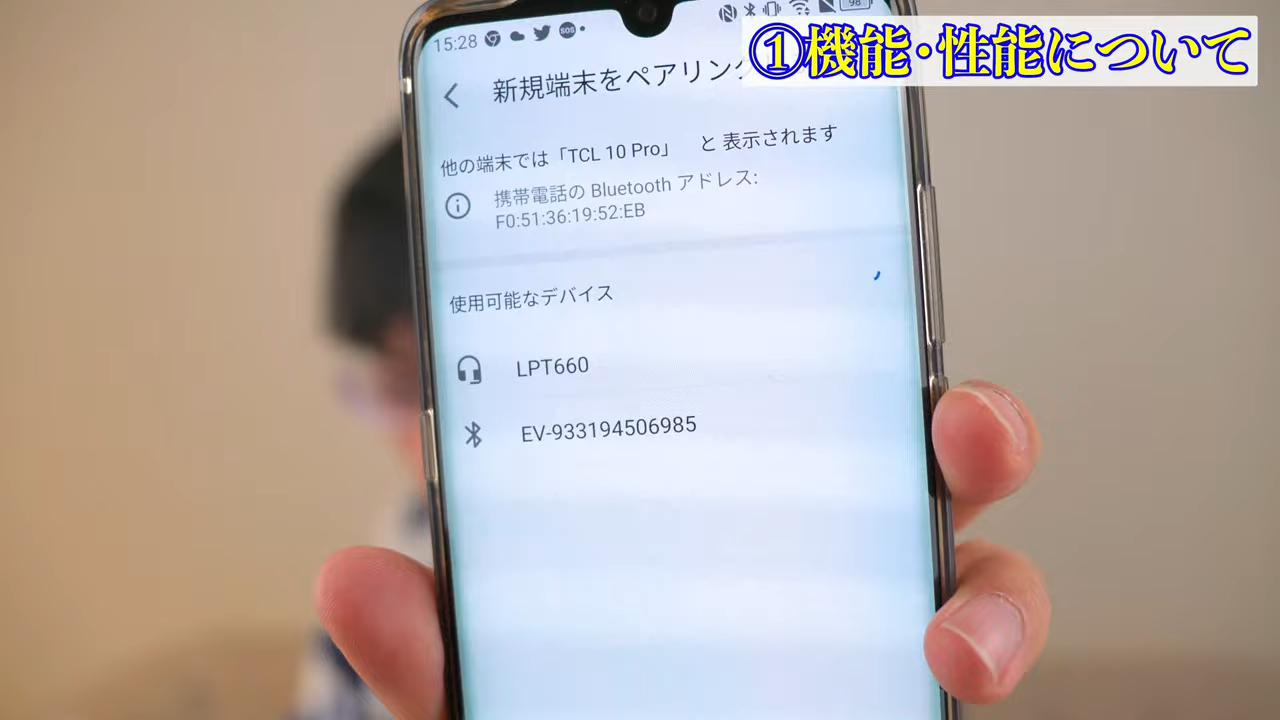 ①機能・性能について
15:28
SOS
98
新規端末をペアリング
他の端末では「TCL 10 Pro」 と 表示されます
携帯電話の Bluetooth アドレス:
F0:51:36:19:52:EB
使用可能なデバイス
LPT660
EV-933194506985